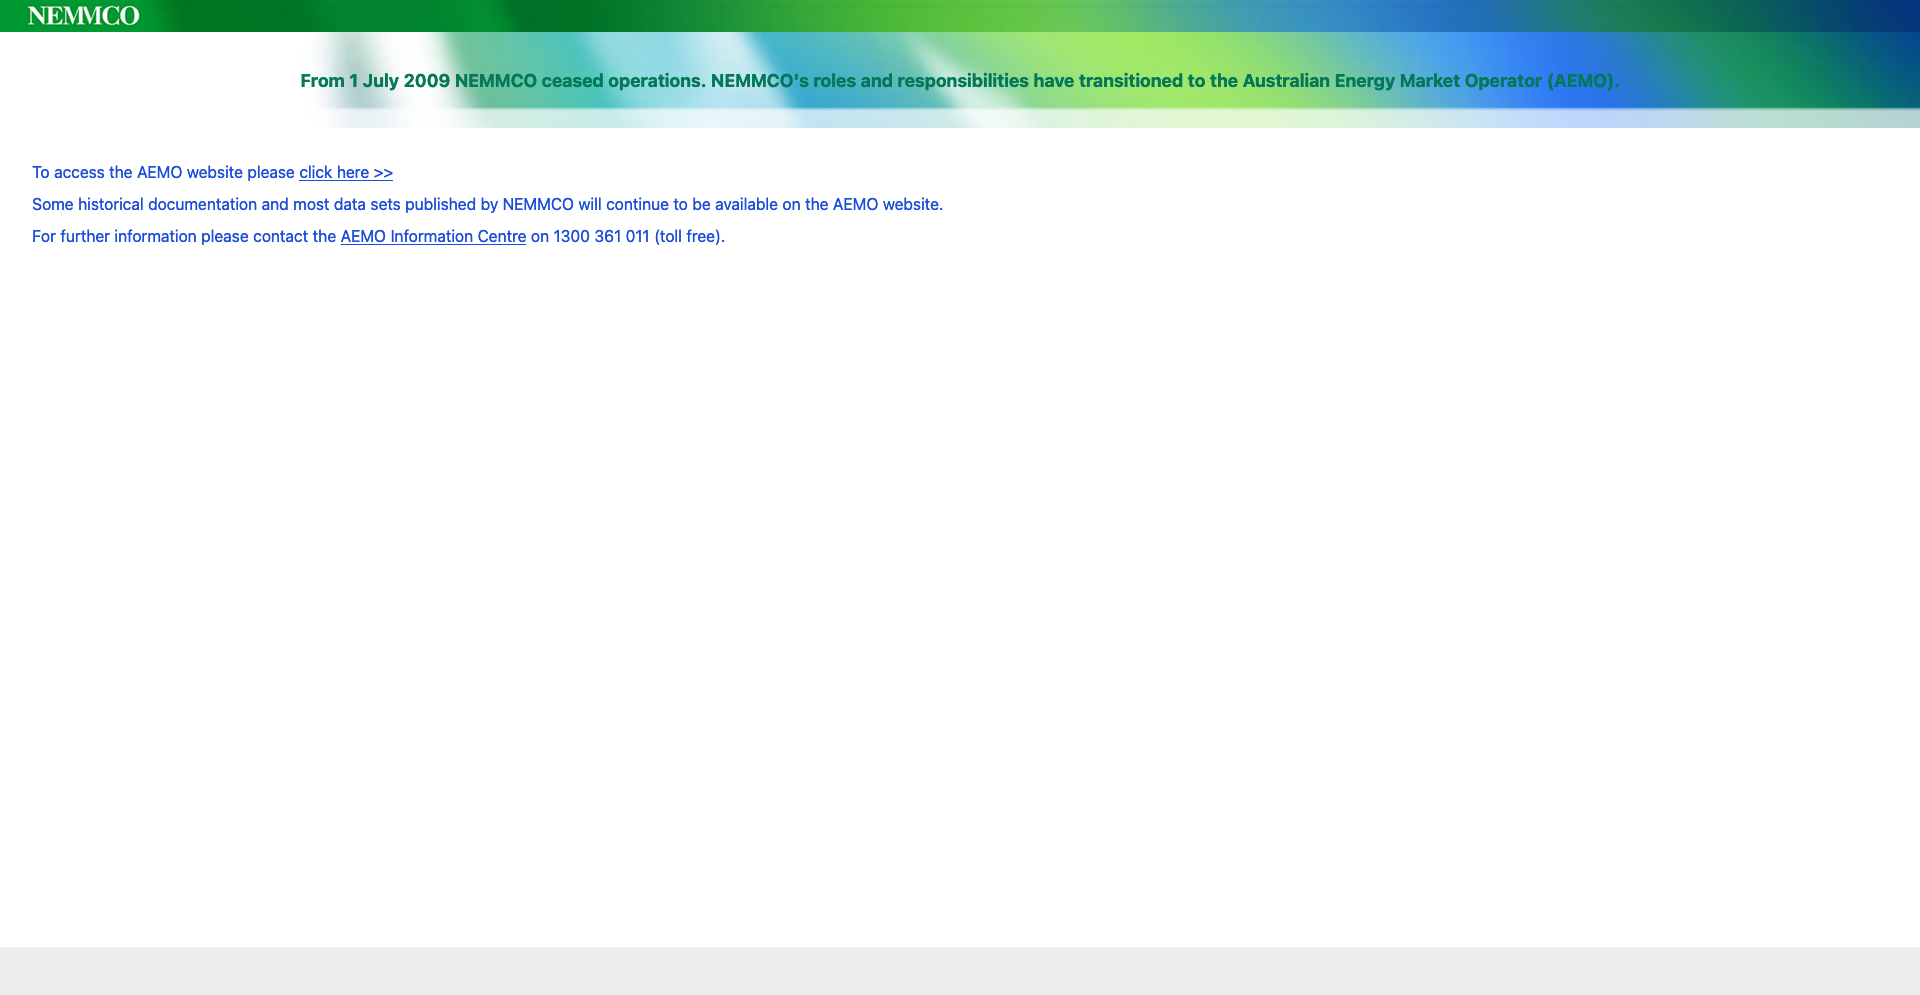 NEMMCO
From 1 July 2009 NEMMCO ceased operations. NEMMCO's roles and responsibilities have transitioned to the Australian Energy Market Operator (AEMO).
To access the AEMO website please click here >>
Some historical documentation and most data sets published by NEMMCO will continue to be available on the AEMO website.
For further information please contact the AEMO Information Centre on 1300 361 011 (toll free).